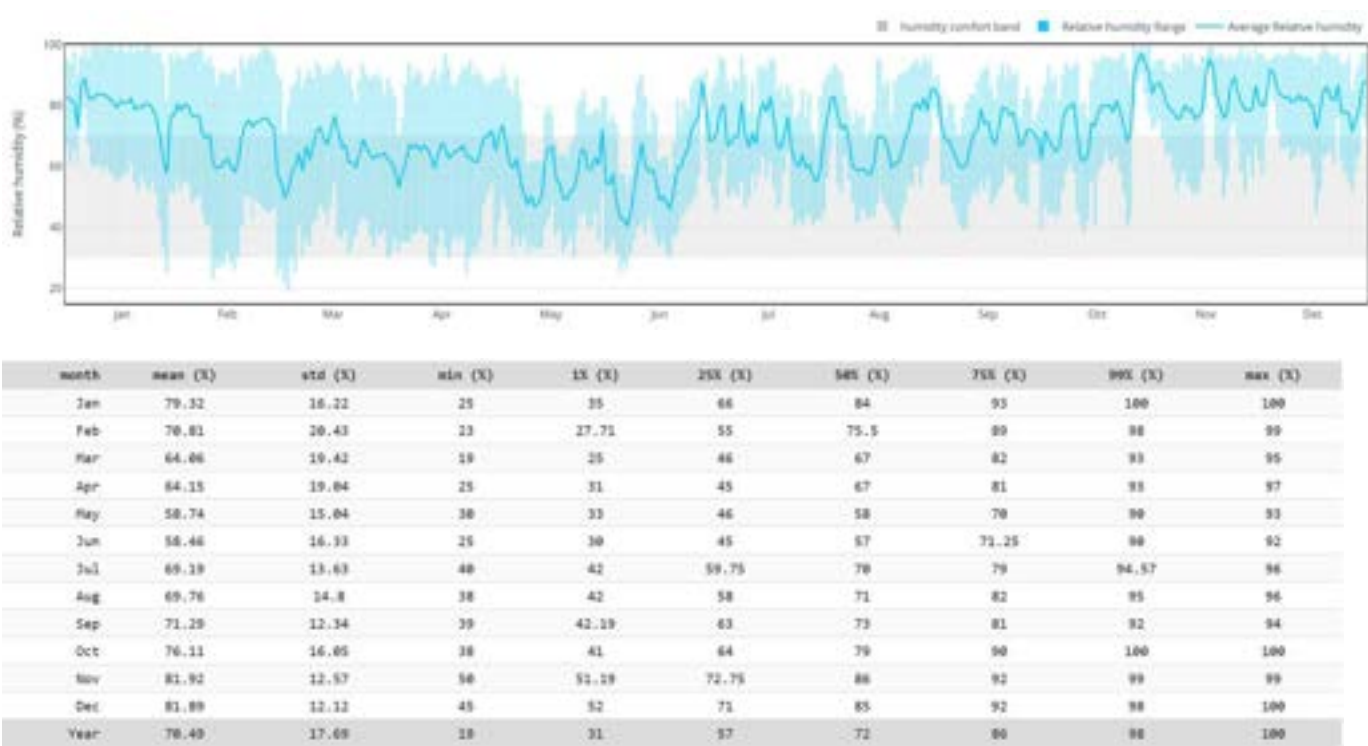 humidity comfort band Relative humidity Range Average Relative humidity
100
80
60
40
20
Relative humidity (%)
Jan Feb Mar Apr May Jun Jul Aug Sep Oct Nov Dec
month mean (%) std (%) min (%) 1% (%) 25% (%) 50% (%) 75% (%) 99% (%) max (%)
Jan 79.32 16.22 25 35 66 84 93 100 100
Feb 70.81 20.43 23 27.71 55 75.5 89 98 99
Mar 64.06 19.42 19 25 46 67 82 93 95
Apr 64.15 19.04 25 31 45 67 81 93 97
May 58.74 15.04 30 33 46 58 70 90 93
Jun 58.46 16.33 25 30 45 57 71.25 90 92
Jul 69.19 13.63 40 42 59.75 70 79 94.57 98
Aug 69.76 14.8 38 42 58 71 82 95 96
Sep 71.29 12.34 39 42.19 63 73 81 92 94
Oct 76.11 16.05 38 41 64 79 90 100 100
Nov 81.92 12.57 50 51.19 72.75 86 92 99 99
Dec 81.09 12.12 45 52 71 85 92 98 100
Year 70.49 17.69 19 31 57 72 86 98 100